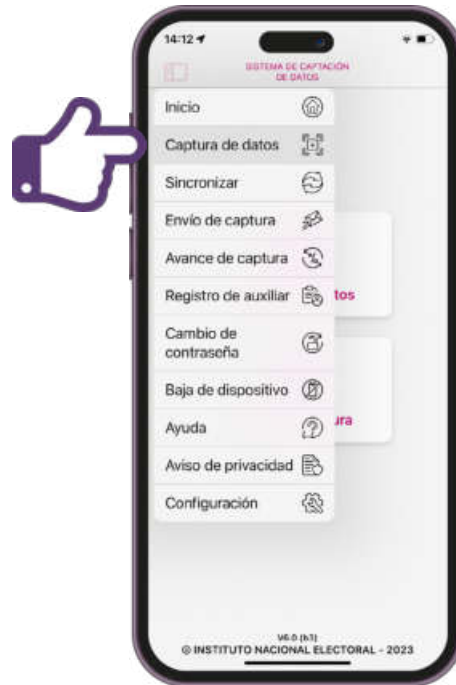 14:12
SISTEMA DE CAPTACIÓN
DE DATOS
Inicio
Captura de datos
Sincronizar
Envío de captura
Avance de captura
Registro de auxiliar
tos
Cambio de
contraseña
Baja de dispositivo
Ayuda
ura
Aviso de privacidad
Configuración
V6.0 (b3)
© INSTITUTO NACIONAL ELECTORAL - 2023